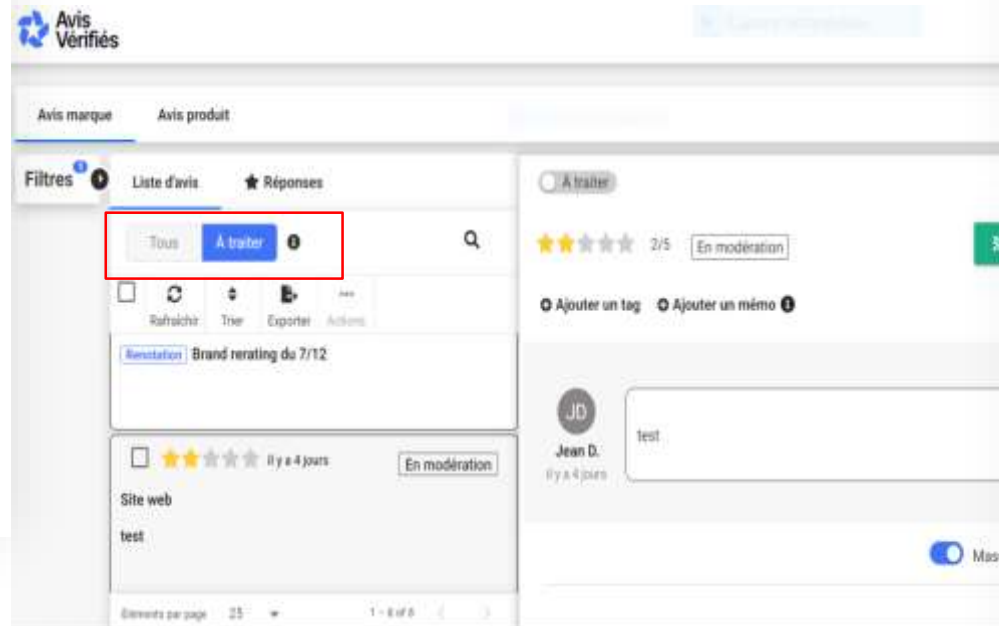 Avis
Vérifiés
Avis marque
Avis produit
Filtres
Liste d'avis
Réponses
Tous
A traiter
Rafraîchir
Trier
Exporter
Actions
Renotation Brand rerating du 7/12
il y a 4 jours
En modération
Site web
test
Eléments par page 25
A traiter
2/5
En modération
Ajouter un tag
Ajouter un mémo
JD
Jean D.
il y a 4 jours
test